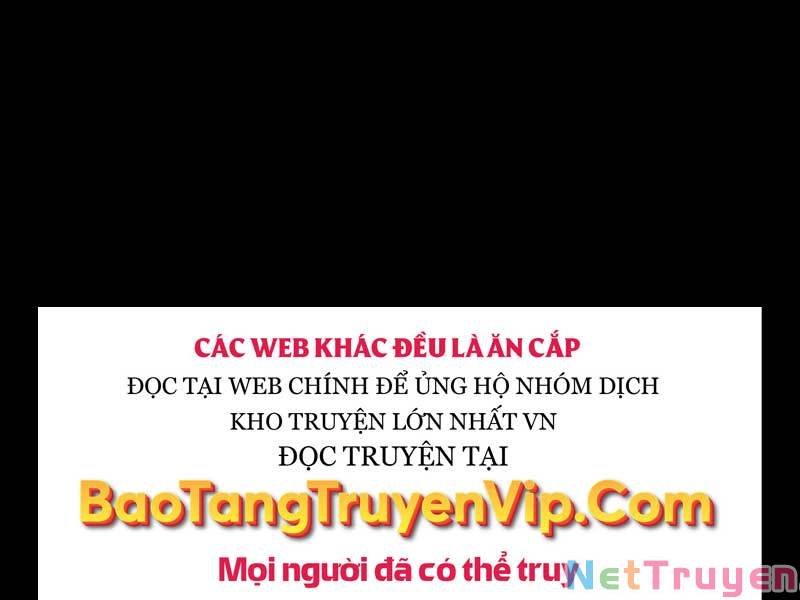 CÁC WEB KHÁC ĐỀU LÀ ĂN CẮP
ĐỌC TẠI WEB CHÍNH ĐỂ ỦNG HỘ NHÓM DỊCH
KHO TRUYỆN LỚN NHẤT VN
ĐỌC TRUYỆN TẠI
BaoTangTruyenVip.Com
Mọi người đã có thể truy
NetTruyen